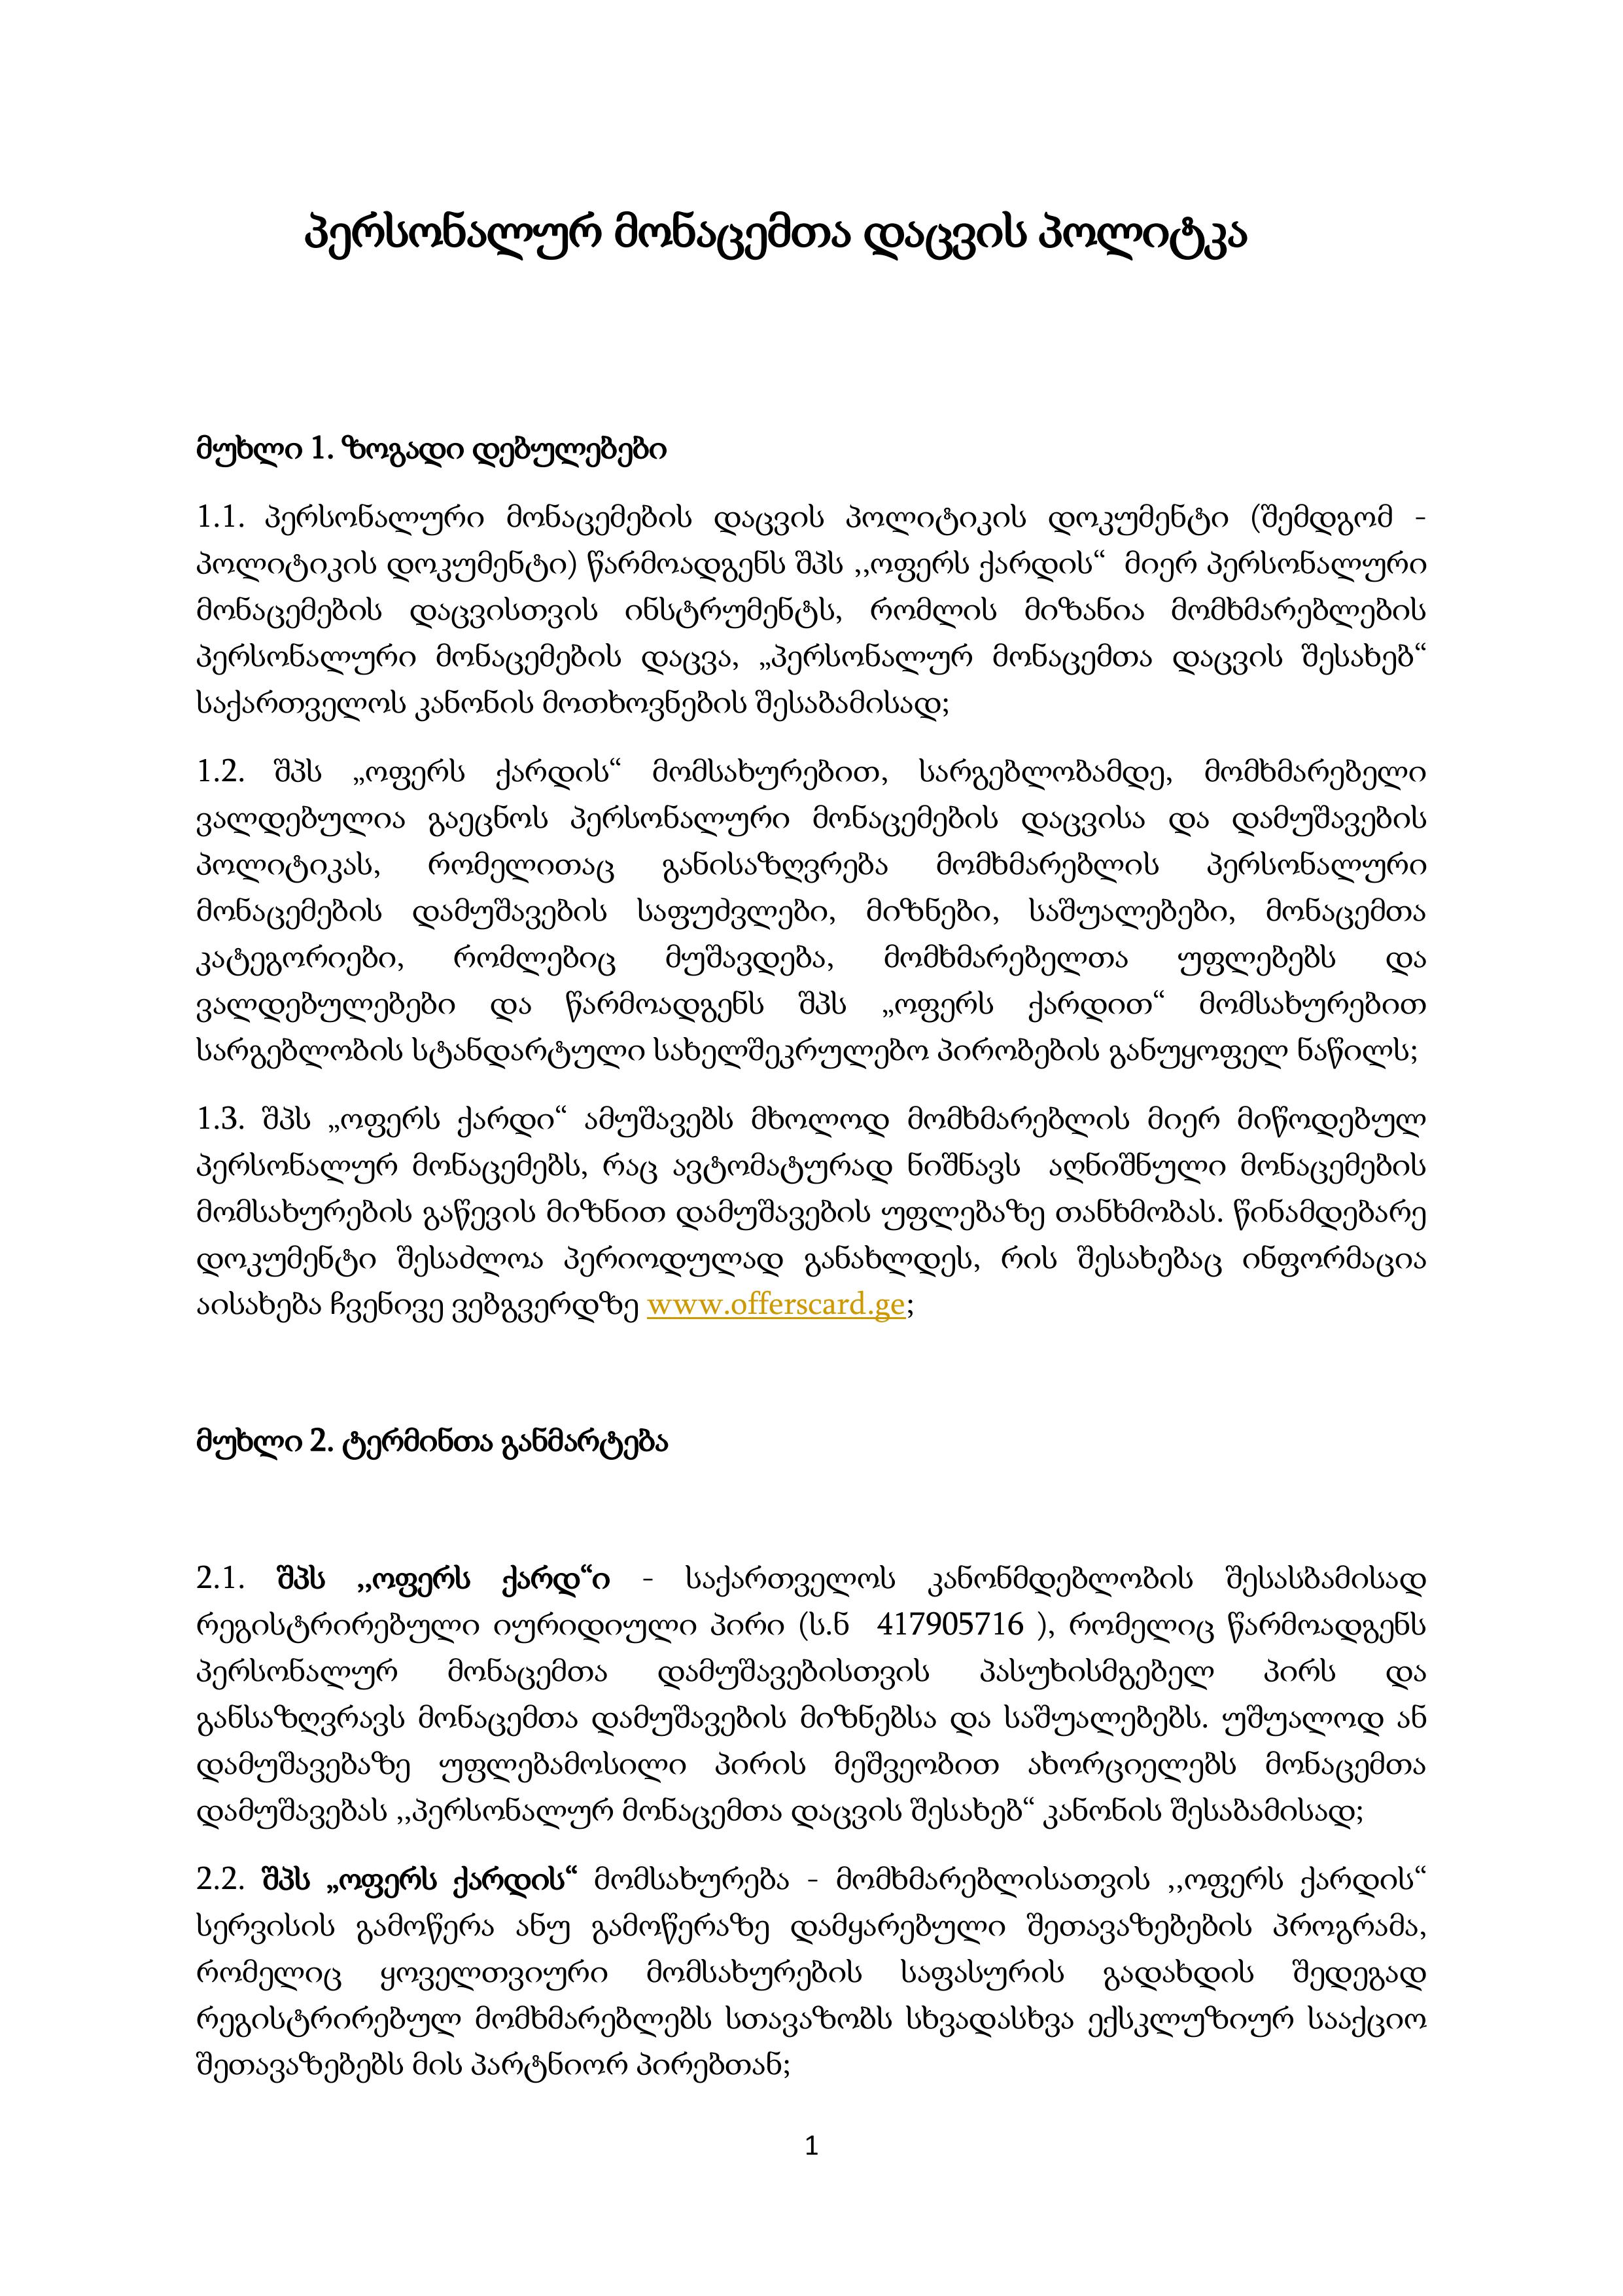 პერსონალურ მონაცემთა დაცვის პოლიტკა
მუხლი 1. ზოგადი დებულებები
1.1. პერსონალური მონაცემების დაცვის პოლიტიკის დოკუმენტი (შემდგომ -
პოლიტიკის დოკუმენტი) წარმოადგენს შპს ,,ოფერს ქარდის“ მიერ პერსონალური
მონაცემების დაცვისთვის ინსტრუმენტს, რომლის მიზანია მომხმარებლების
პერსონალური მონაცემების დაცვა, „პერსონალურ მონაცემთა დაცვის შესახებ“
საქართველოს კანონის მოთხოვნების შესაბამისად;
1.2. შპს „ოფერს ქარდის“ მომსახურებით, სარგებლობამდე, მომხმარებელი
ვალდებულია გაეცნოს პერსონალური მონაცემების დაცვისა და დამუშავების
პოლიტიკას, რომელითაც განისაზღვრება მომხმარებლის პერსონალური
მონაცემების დამუშავების საფუძვლები, მიზნები, საშუალებები, მონაცემთა
კატეგორიები, რომლებიც მუშავდება, მომხმარებელთა უფლებებს და
ვალდებულებები და წარმოადგენს შპს „ოფერს ქარდით“ მომსახურებით
სარგებლობის სტანდარტული სახელშეკრულებო პირობების განუყოფელ ნაწილს;
1.3. შპს „ოფერს ქარდი“ ამუშავებს მხოლოდ მომხმარებლის მიერ მიწოდებულ
პერსონალურ მონაცემებს, რაც ავტომატურად ნიშნავს აღნიშნული მონაცემების
მომსახურების გაწევის მიზნით დამუშავების უფლებაზე თანხმობას. წინამდებარე
დოკუმენტი შესაძლოა პერიოდულად განახლდეს, რის შესახებაც ინფორმაცია
აისახება ჩვენივე ვებგვერდზე www.offerscard.ge;
მუხლი 2. ტერმინთა განმარტება
2.1. შპს ,,ოფერს ქარდ“ი - საქართველოს კანონმდებლობის შესასბამისად
რეგისტრირებული იურიდიული პირი (ს.ნ 417905716 ), რომელიც წარმოადგენს
პერსონალურ მონაცემთა დამუშავებისთვის პასუხისმგებელ პირს და
განსაზღვრავს მონაცემთა დამუშავების მიზნებსა და საშუალებებს. უშუალოდ ან
დამუშავებაზე უფლებამოსილი პირის მეშვეობით ახორციელებს მონაცემთა
დამუშავებას ,,პერსონალურ მონაცემთა დაცვის შესახებ“ კანონის შესაბამისად;
2.2. შპს „ოფერს ქარდის“ მომსახურება - მომხმარებლისათვის ,,ოფერს ქარდის“
სერვისის გამოწერა ანუ გამოწერაზე დამყარებული შეთავაზებების პროგრამა,
რომელიც ყოველთვიური მომსახურების საფასურის გადახდის შედეგად
რეგისტრირებულ მომხმარებლებს სთავაზობს სხვადასხვა ექსკლუზიურ სააქციო
შეთავაზებებს მის პარტნიორ პირებთან;
1